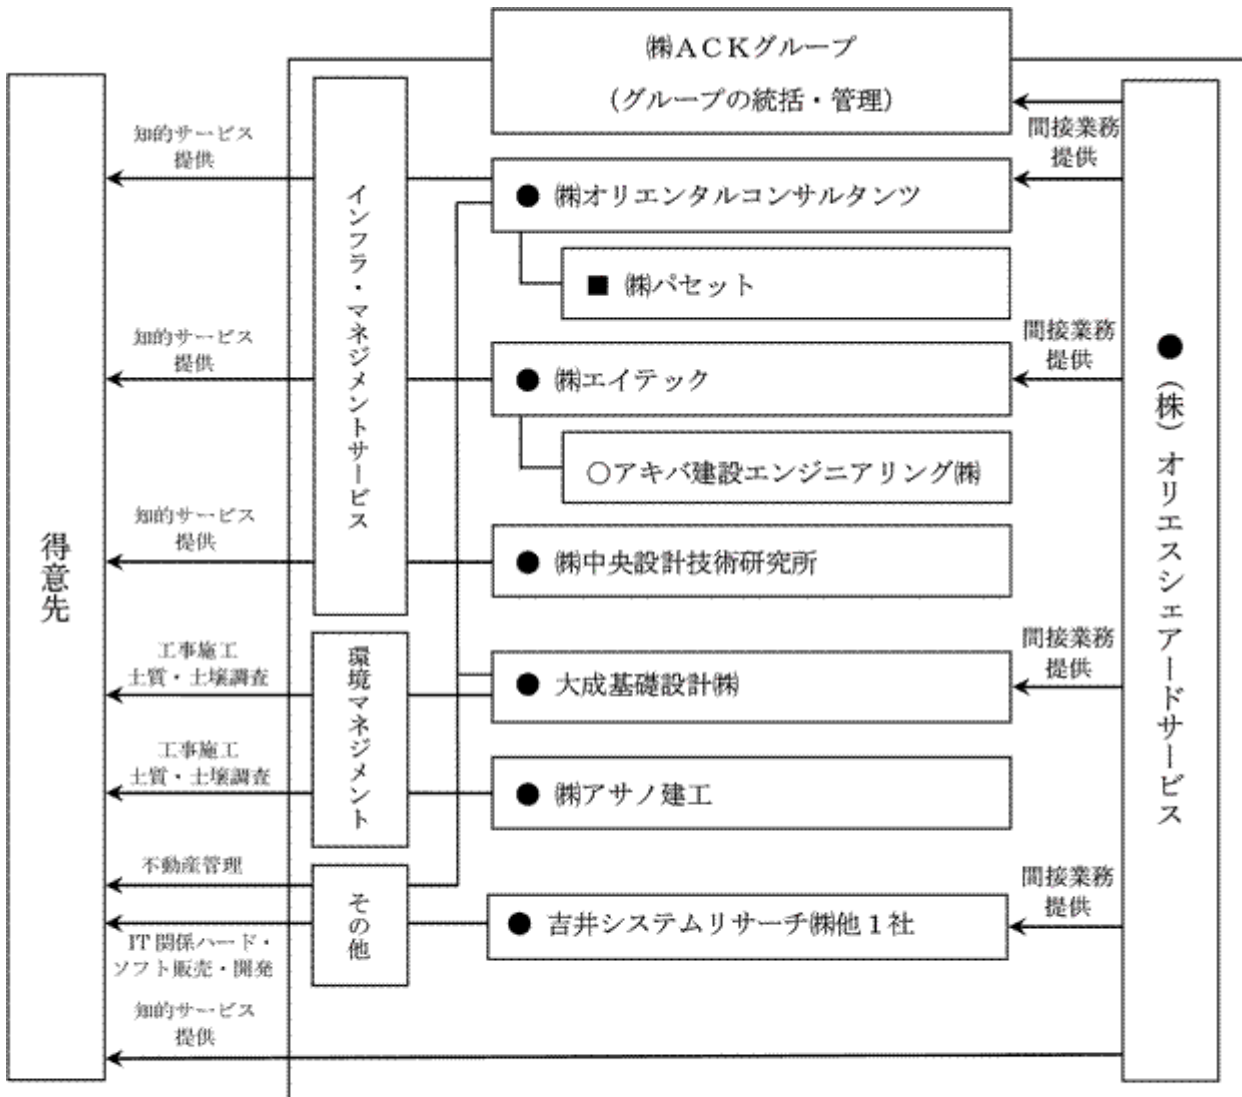 ㈱ＡＣＫグループ
(グループの統括・管理)
得意先
知的サービス
提供
インフラ・マネジメントサービス
● ㈱オリエンタルコンサルタンツ
間接業務
提供
■ ㈱パセット
知的サービス
提供
● ㈱エイテック
間接業務
提供
○アキバ建設エンジニアリング㈱
知的サービス
提供
● ㈱中央設計技術研究所
工事施工
土質・土壌調査
環境マネジメント
● 大成基礎設計㈱
間接業務
提供
工事施工
土質・土壌調査
● ㈱アサノ建工
不動産管理
その他
● 吉井システムリサーチ㈱他１社
間接業務
提供
IT関係ハード・
ソフト販売・開発
知的サービス
提供
●（株）オリエスシェアードサービス